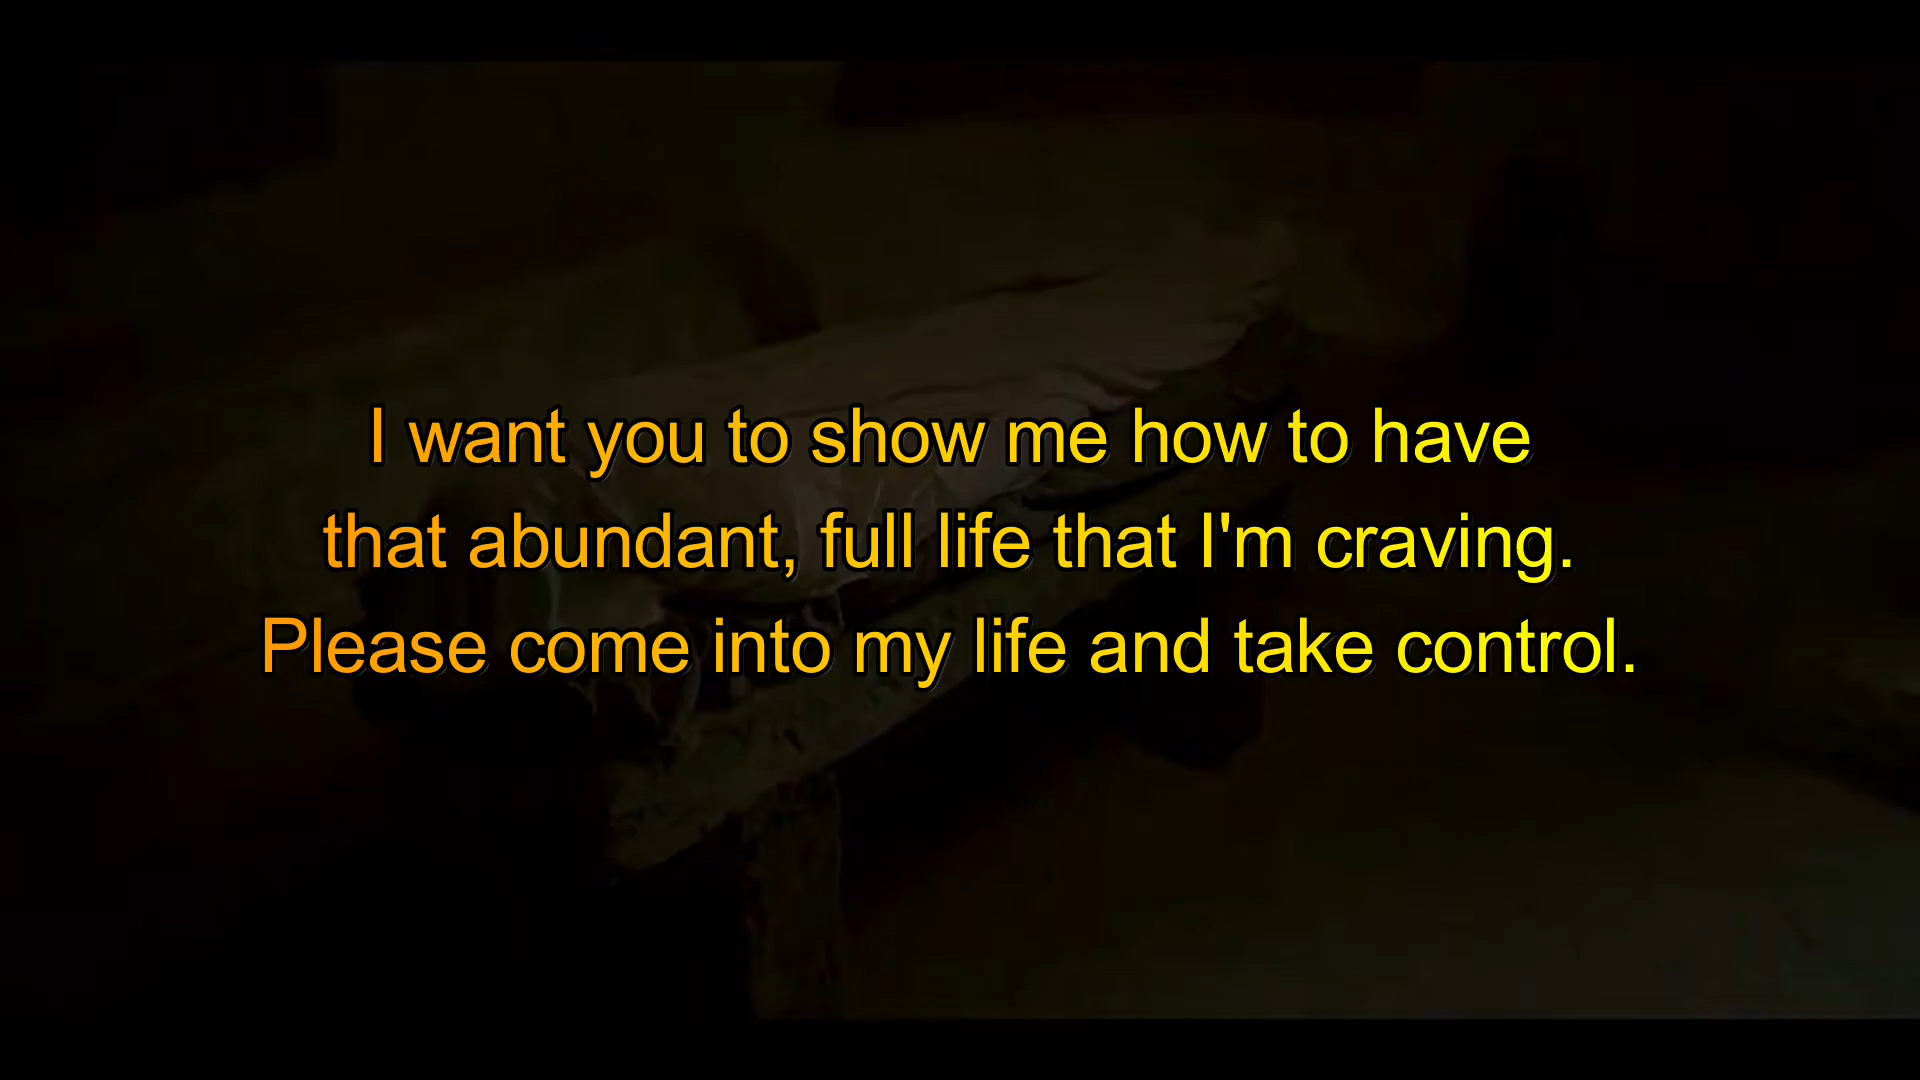 I want you to show me how to have
that abundant, full life that I'm craving.
Please come into my life and take control.